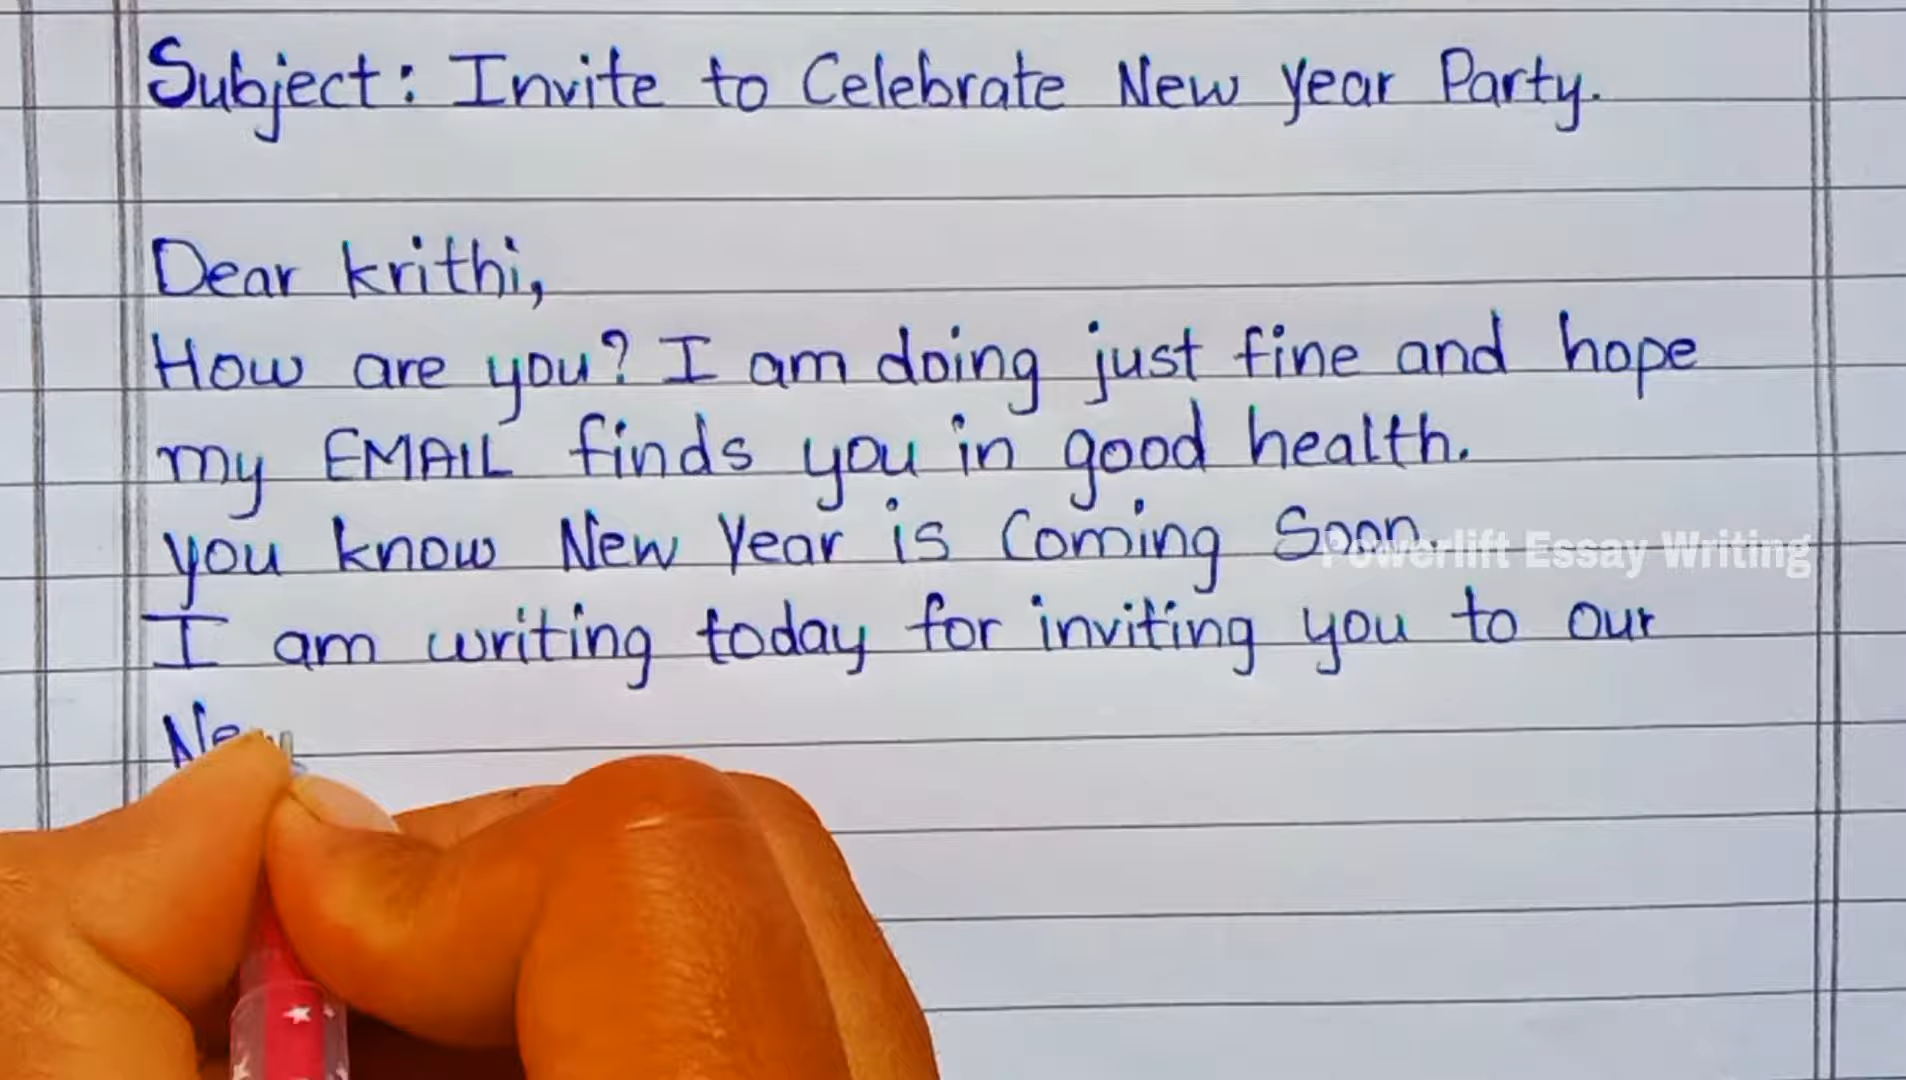 Subject: Invite to Celebrate New Year Party.
Dear krithi,
How are you? I am doing just fine and hope
my EMAIL finds you in good health.
you know New Year is Coming Soon.
Powerlift Essay Writing
I am writing today for inviting you to our
New